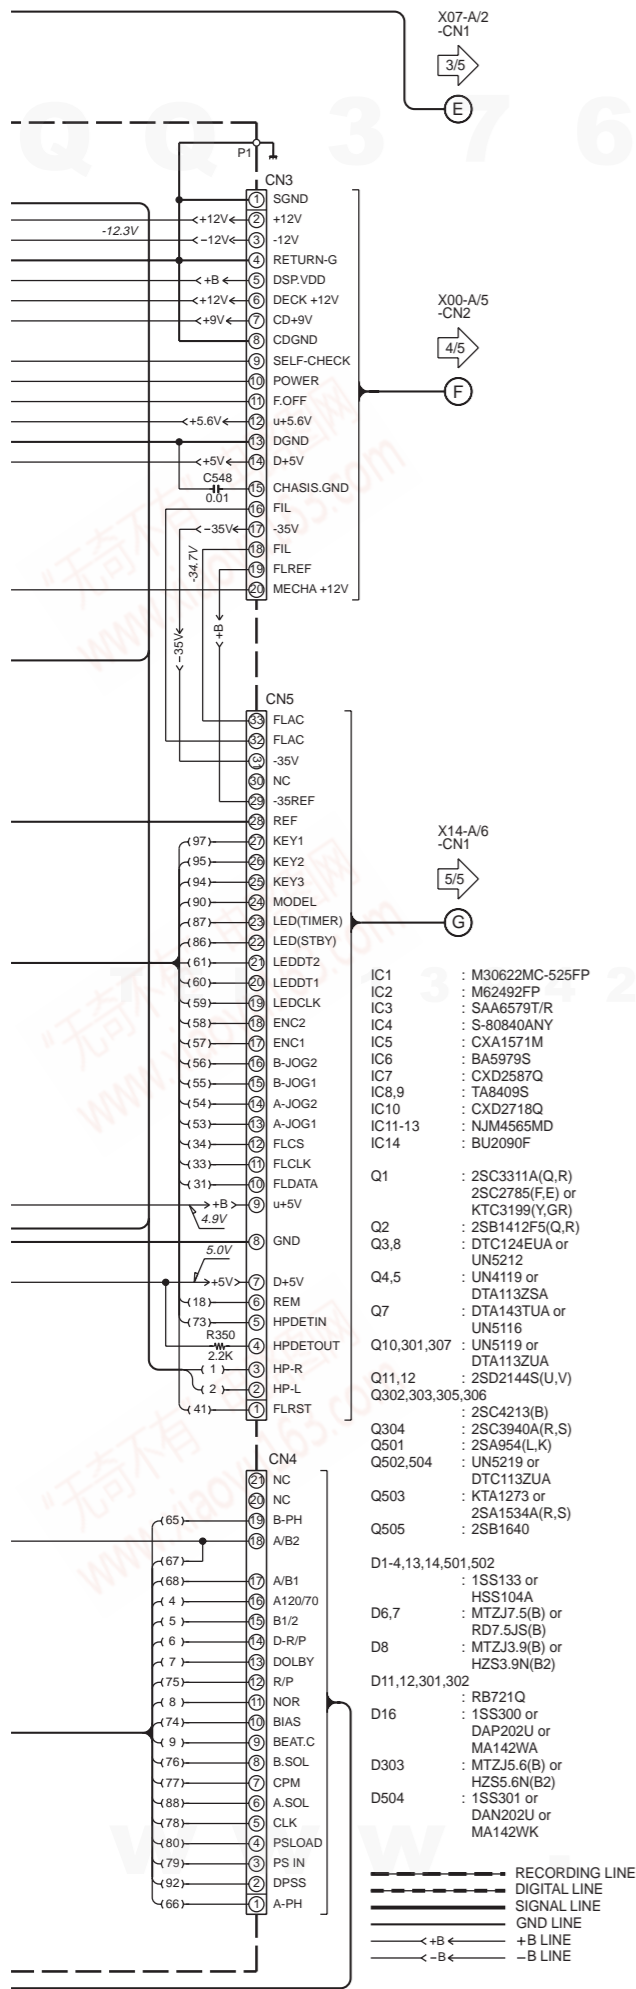 X07-A/2
-CN1
3/5
E
QQ 376
P1
CN3
1 SGND
<+12V< 2 +12V
-12.3V
<−12V< 3 -12V
4 RETURN-G
<+B< 5 DSP.VDD
<+12V< 6 DECK +12V
<+9V< 7 CD+9V
8 CDGND
X00-A/5
-CN2
4/5
F
9 SELF-CHECK
10 POWER
11 F.OFF
<+5.6V< 12 u+5.6V
13 DGND
<+5V< 14 D+5V
C548
0.01
15 CHASIS.GND
16 FIL
<−35V< 17 -35V
-34.7V
18 FIL
19 FLREF
20 MECHA +12V
−35V
+B
CN5
33 FLAC
32 FLAC
31 -35V
30 NC
29 -35REF
28 REF
X14-A/6
-CN1
5/5
G
(97) 27 KEY1
(95) 26 KEY2
(94) 25 KEY3
(90) 24 MODEL
(87) 23 LED(TIMER)
(86) 22 LED(STBY)
(61) 21 LEDDT2
(60) 20 LEDDT1
(59) 19 LEDCLK
(58) 18 ENC2
(57) 17 ENC1
(56) 16 B-JOG2
(55) 15 B-JOG1
(54) 14 A-JOG2
(53) 13 A-JOG1
(34) 12 FLCS
(33) 11 FLCLK
(31) 10 FLDATA
>+B> 9 u+5V
4.9V
8 GND
5.0V
>+5V> 7 D+5V
(18) 6 REM
(73) 5 HPDETIN
R350
2.2K
4 HPDETOUT
(1) 3 HP-R
(2) 2 HP-L
(41) 1 FLRST
CN4
21 NC
20 NC
(65) 19 B-PH
18 A/B2
(67)
(68) 17 A/B1
(4) 16 A120/70
(5) 15 B1/2
(6) 14 D-R/P
(7) 13 DOLBY
(75) 12 R/P
(8) 11 NOR
(74) 10 BIAS
(9) 9 BEAT.C
(76) 8 B.SOL
(77) 7 CPM
(88) 6 A.SOL
(78) 5 CLK
(80) 4 PSLOAD
(79) 3 PS IN
(92) 2 DPSS
(66) 1 A-PH
IC1 : M30622MC-525FP
IC2 : M62492FP
IC3 : SAA6579T/R
IC4 : S-80840ANY
IC5 : CXA1571M
IC6 : BA5979S
IC7 : CXD2587Q
IC8,9 : TA8409S
IC10 : CXD2718Q
IC11-13 : NJM4565MD
IC14 : BU2090F
Q1 : 2SC3311A(Q,R)
2SC2785(F,E) or
KTC3199(Y,GR)
Q2 : 2SB1412F5(Q,R)
Q3,8 : DTC124EUA or
UN5212
Q4,5 : UN4119 or
DTA113ZSA
Q7 : DTA143TUA or
UN5116
Q10,301,307 : UN5119 or
DTA113ZUA
Q11,12 : 2SD2144S(U,V)
Q302,303,305,306
: 2SC4213(B)
Q304 : 2SC3940A(R,S)
Q501 : 2SA954(L,K)
Q502,504 : UN5219 or
DTC113ZUA
Q503 : KTA1273 or
2SA1534A(R,S)
Q505 : 2SB1640
D1-4,13,14,501,502
: 1SS133 or
HSS104A
D6,7 : MTZJ7.5(B) or
RD7.5JS(B)
D8 : MTZJ3.9(B) or
HZS3.9N(B2)
D11,12,301,302
: RB721Q
D16 : 1SS300 or
DAP202U or
MA142WA
D303 : MTZJ5.6(B) or
HZS5.6N(B2)
D504 : 1SS301 or
DAN202U or
MA142WK
RECORDING LINE
DIGITAL LINE
SIGNAL LINE
GND LINE
<+B< +B LINE
<−B< −B LINE